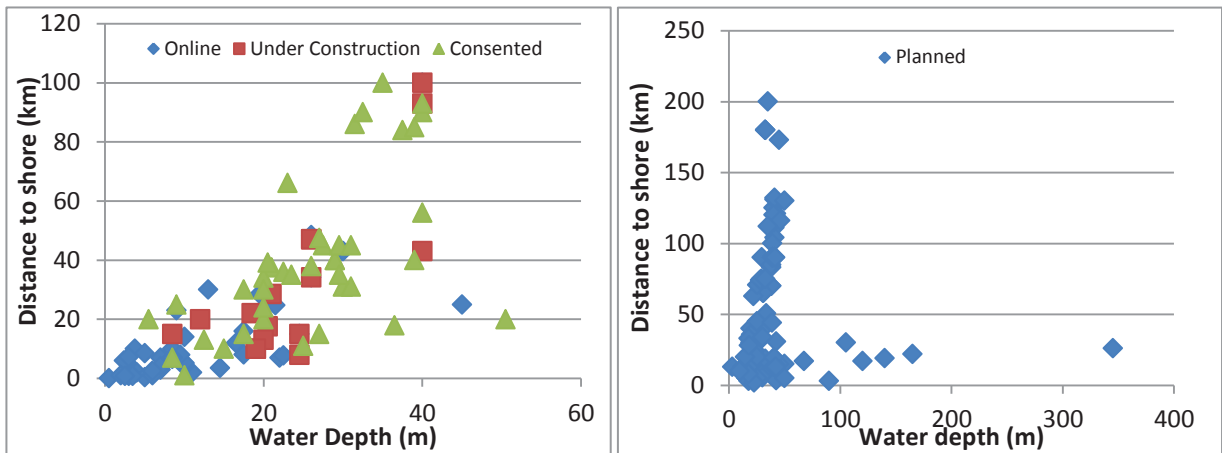 120
100
80
60
40
20
0
Distance to shore (km)
Online Under Construction Consented
0 20 40 60
Water Depth (m)
250
200
150
100
50
0
Distance to shore (km)
Planned
0 100 200 300 400
Water depth (m)